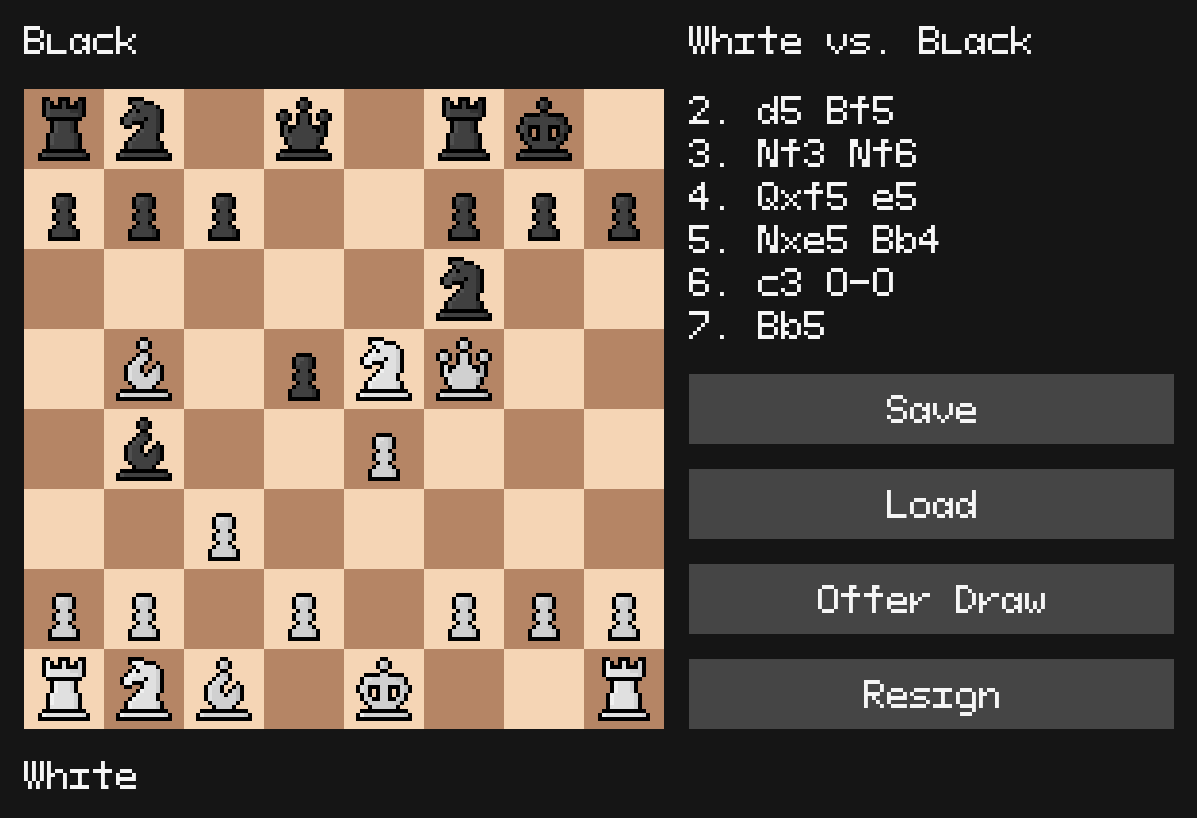 Black
White vs. Black
2. d5 Bf5
3. Nf3 Nf6
4. Qxf5 e5
5. Nxe5 Bb4
6. c3 O-O
7. Bb5
Save
Load
Offer Draw
Resign
White